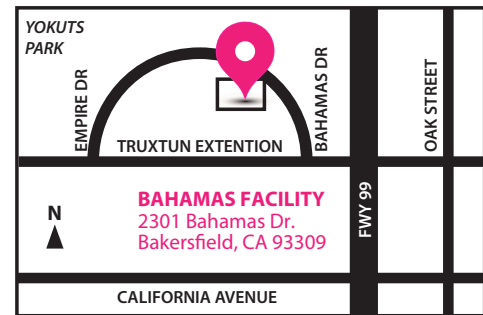 YOKUTS
PARK
EMPIRE DR
BAHAMAS DR
OAK STREET
TRUXTUN EXTENTION
N
BAHAMAS FACILITY
2301 Bahamas Dr.
Bakersfield, CA 93309
FWY 99
CALIFORNIA AVENUE